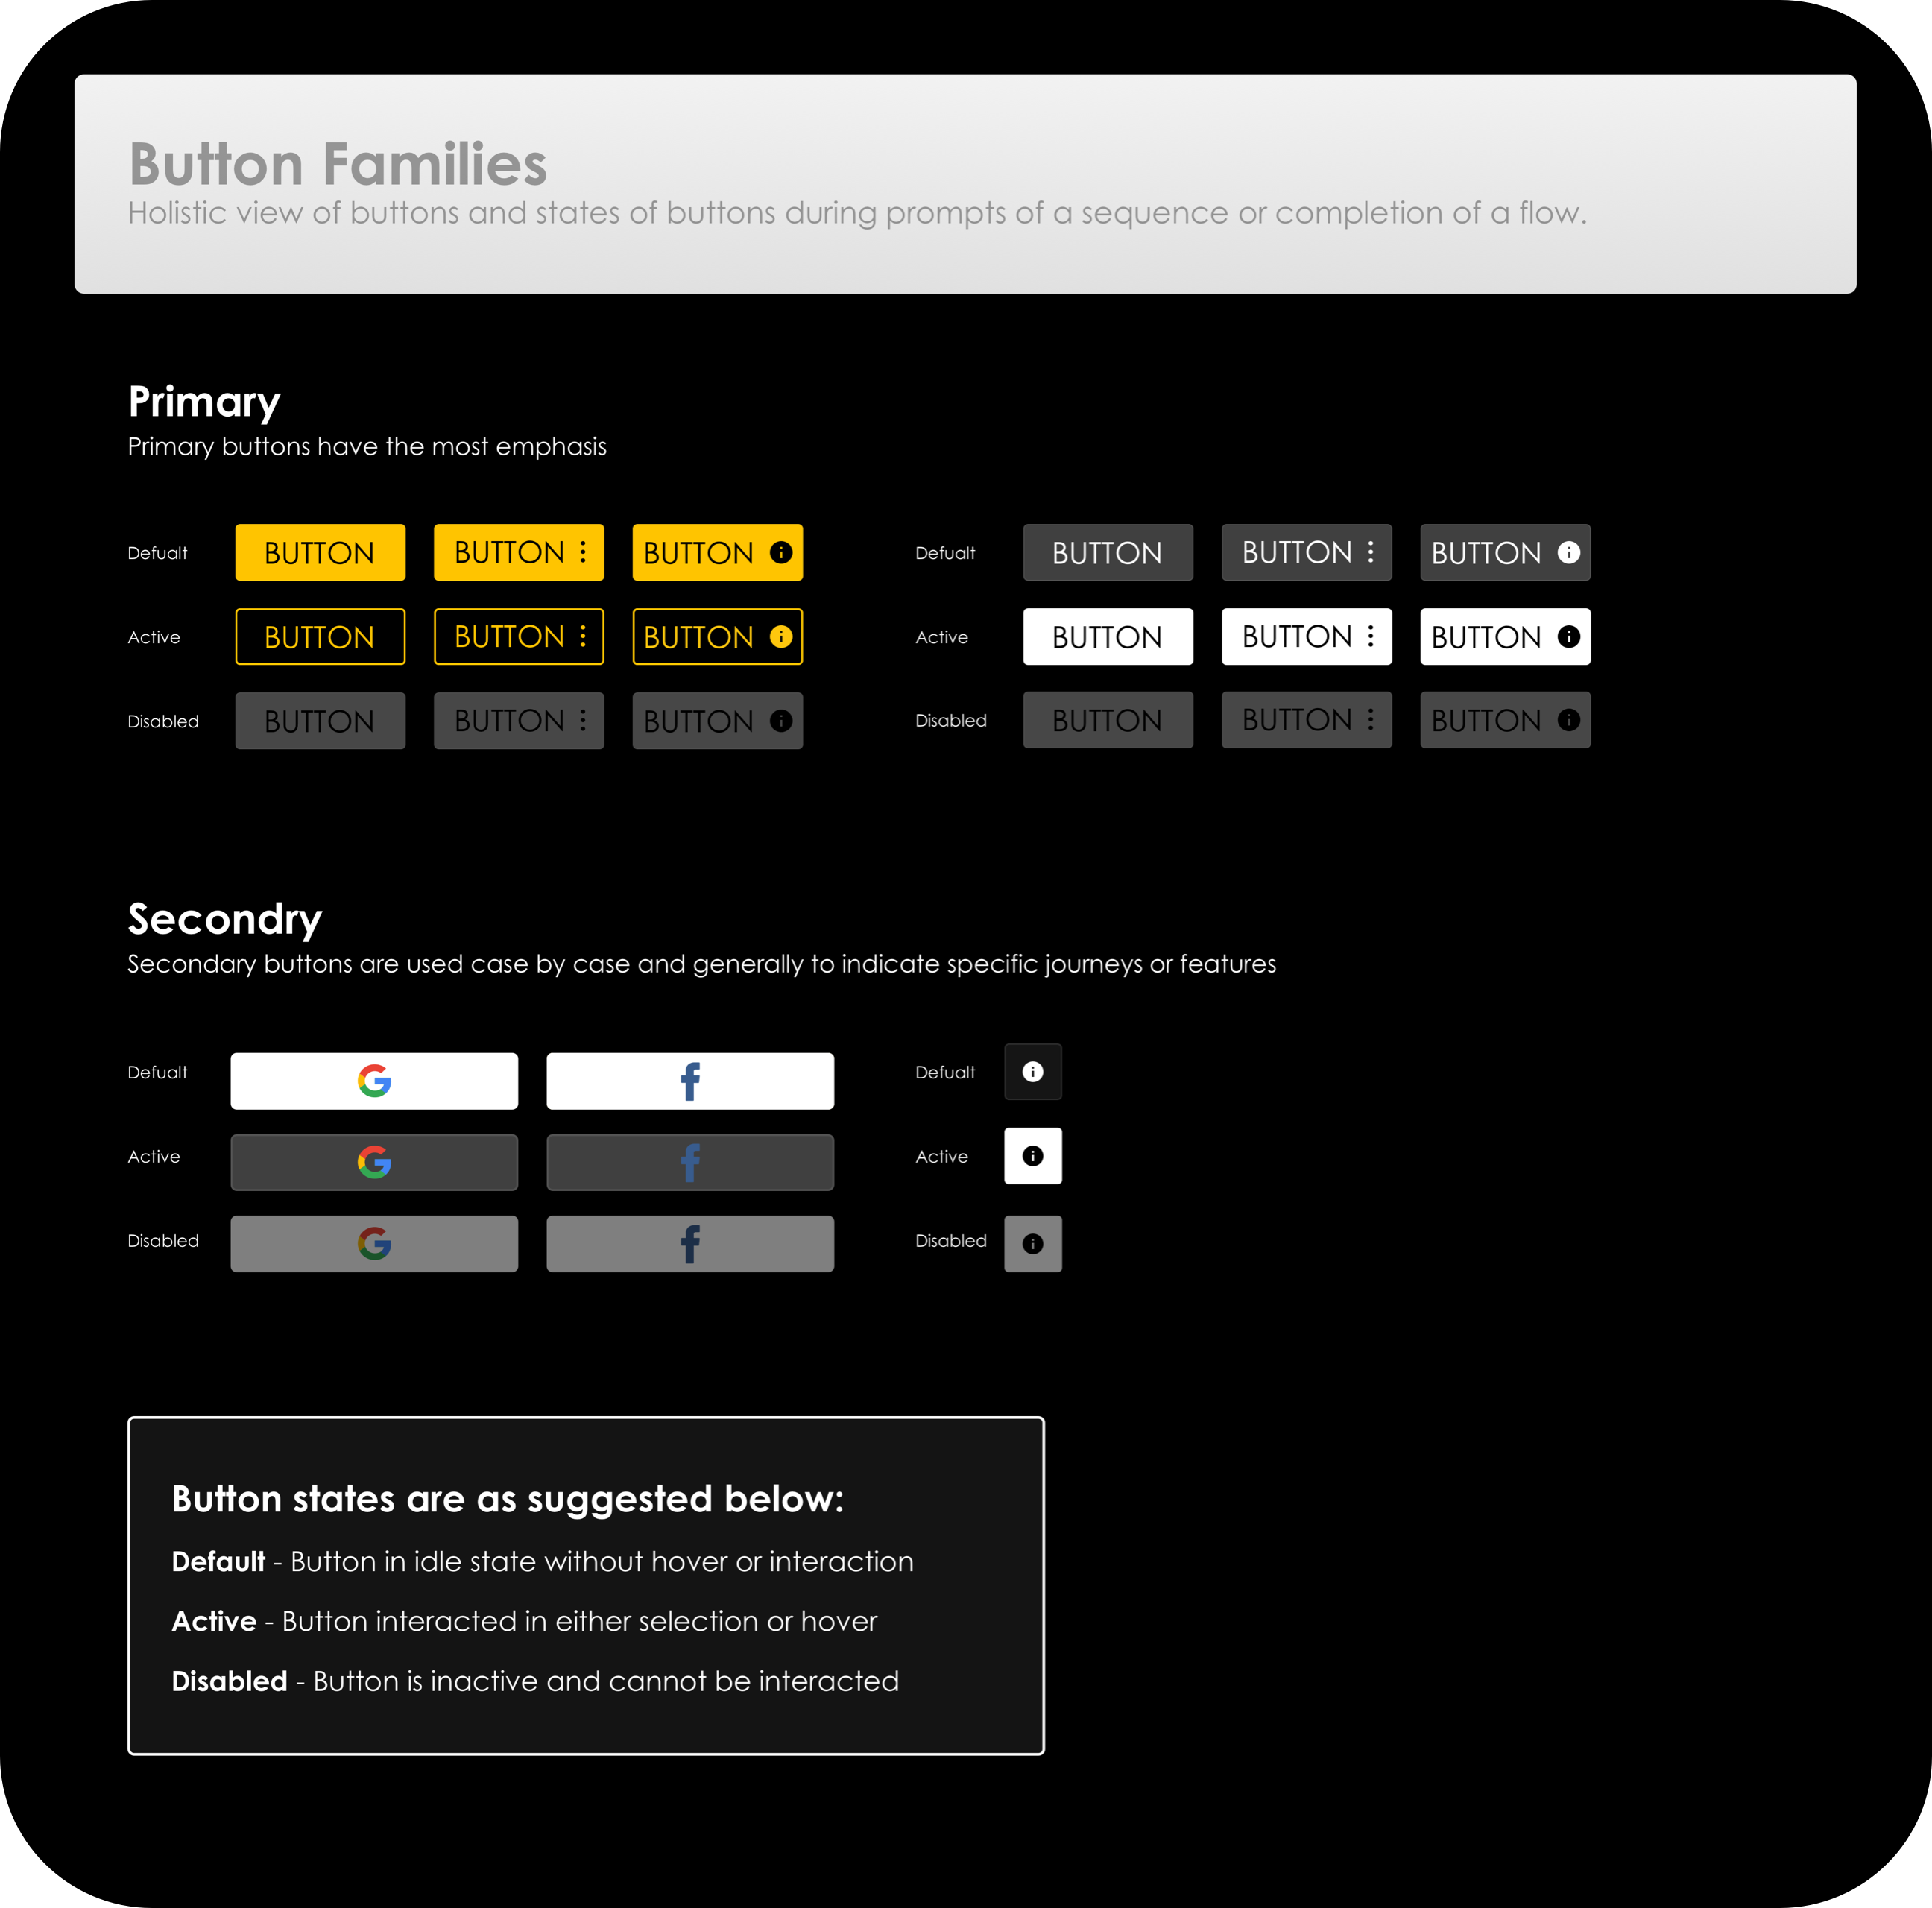 Button Families
Holistic view of buttons and states of buttons during prompts of a sequence or completion of a flow.
Primary
Primary buttons have the most emphasis
Defualt BUTTON BUTTON BUTTON Defualt BUTTON BUTTON BUTTON
Active BUTTON BUTTON BUTTON Active BUTTON BUTTON BUTTON
Disabled BUTTON BUTTON BUTTON Disabled BUTTON BUTTON BUTTON
Secondry
Secondary buttons are used case by case and generally to indicate specific journeys or features
Defualt Defualt
Active Active
Disabled Disabled
Button states are as suggested below:
Default - Button in idle state without hover or interaction
Active - Button interacted in either selection or hover
Disabled - Button is inactive and cannot be interacted